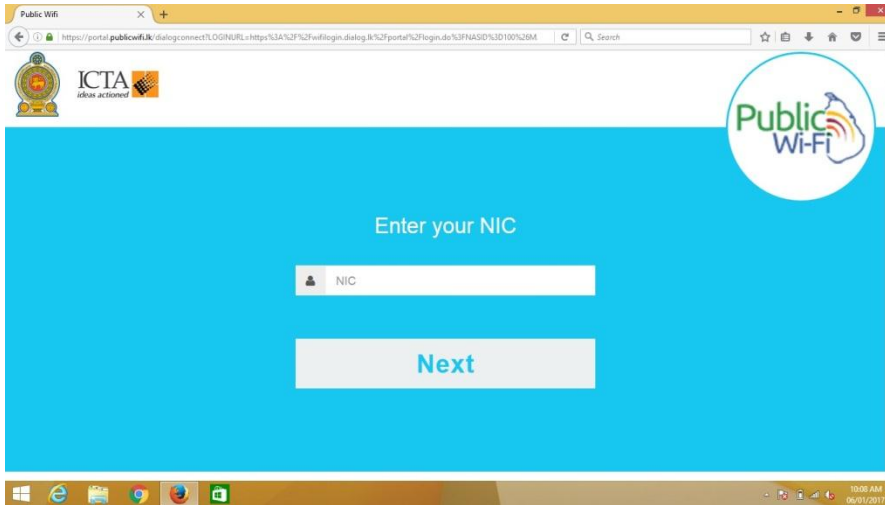 Public Wifi
https://portal.publicwifi.lk/dialogconnect?LOGINURL=https%3A%2F%2Fwifilogin.dialog.lk%2Fportal%2Flogin.do%3FNASID%3D100%26M
Search
ICTA
ideas actioned
Public
Wi-Fi
Enter your NIC
NIC
Next
10:08 AM
06/01/2017